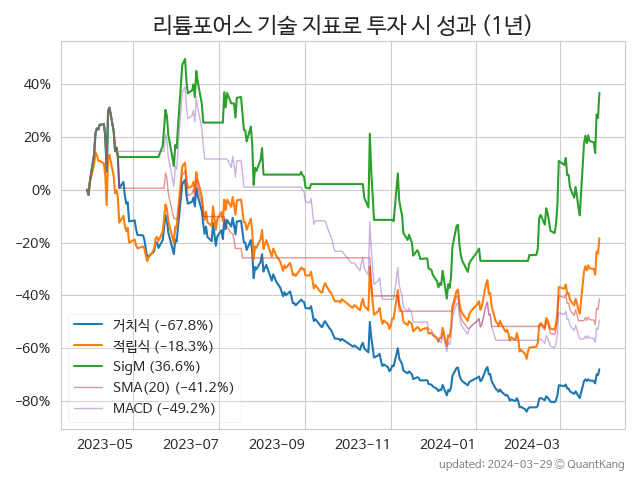 리튬포어스 기술 지표로 투자 시 성과 (1년)
40%
20%
0%
−20%
−40%
−60%
−80%
거치식 (−67.8%)
적립식 (−18.3%)
SigM (36.6%)
SMA(20) (−41.2%)
MACD (−49.2%)
2023-05
2023-07
2023-09
2023-11
2024-01
2024-03
updated: 2024-03-29 © QuantKang